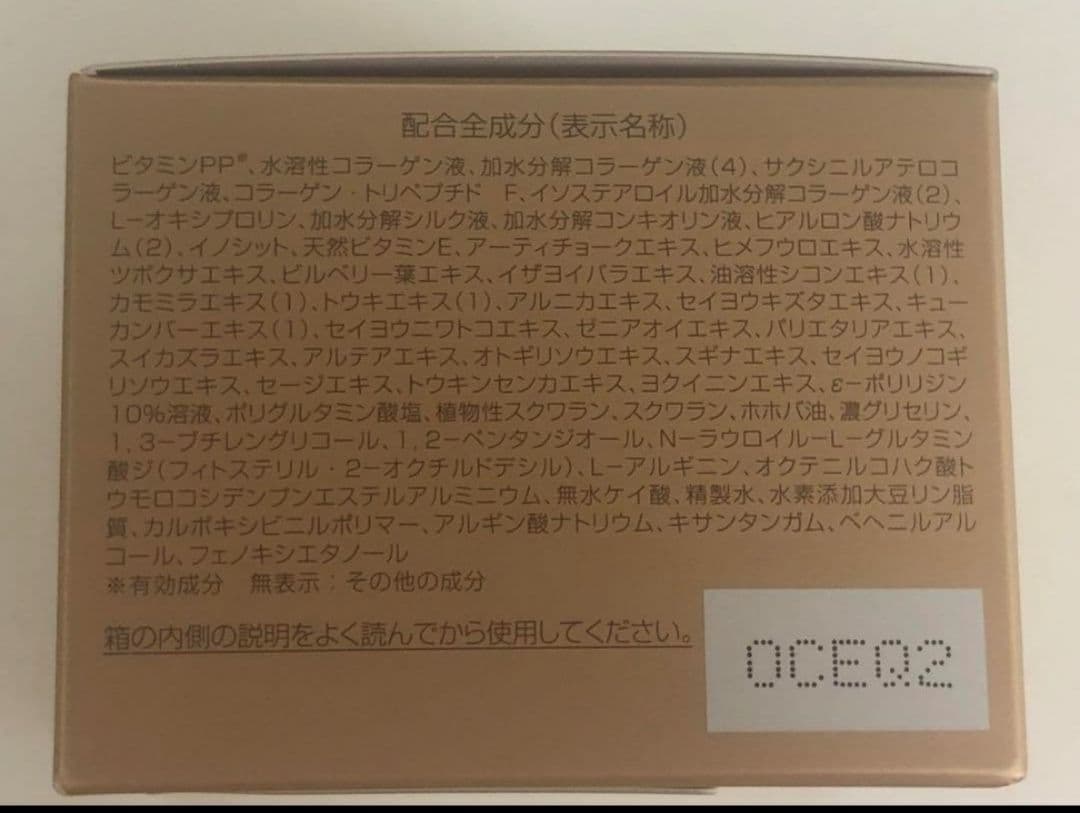 配合全成分(表示名称)
ビタミンPP※、水溶性コラーゲン液、加水分解コラーゲン液(4)、サクシニルアテロコ
ラーゲン液、コラーゲン・トリペプチド F、イソステアロイル加水分解コラーゲン液(2)、
L-オキシプロリン、加水分解シルク液、加水分解コンキオリン液、ヒアルロン酸ナトリウ
ム(2)、イノシット、天然ビタミンE、アーティチョークエキス、ヒメフウロエキス、水溶性
ツボクサエキス、ビルベリー葉エキス、イザヨイバラエキス、油溶性シコンエキス(1)、
カモミラエキス(1)、トウキエキス(1)、アルニカエキス、セイヨウキズタエキス、キュー
カンバーエキス(1)、セイヨウニワトコエキス、ゼニアオイエキス、パリエタリアエキス、
スイカズラエキス、アルテアエキス、オトギリソウエキス、スギナエキス、セイヨウノコギ
リソウエキス、セージエキス、トウキンセンカエキス、ヨクイニンエキス、ε-ポリリジン
10%溶液、ポリグルタミン酸塩、植物性スクワラン、スクワラン、ホホバ油、濃グリセリン、
1,3-ブチレングリコール、1,2-ペンタンジオール、N-ラウロイル-L-グルタミン
酸ジ(フィトステリル・2-オクチルドデシル)、L-アルギニン、オクテニルコハク酸ト
ウモロコシデンプンエステルアルミニウム、無水ケイ酸、精製水、水素添加大豆リン脂
質、カルボキシビニルポリマー、アルギン酸ナトリウム、キサンタンガム、ベヘニルアル
コール、フェノキシエタノール
※有効成分 無表示:その他の成分
箱の内側の説明をよく読んでから使用してください。
OCEQ2